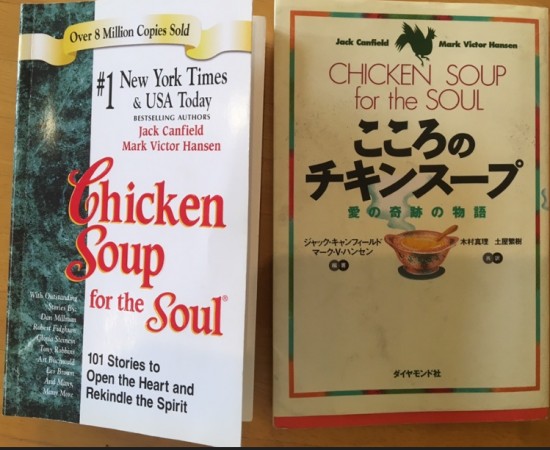 Over 8 Million Copies Sold
#1 New York Times
& USA Today
BESTSELLING AUTHORS
Jack Canfield
Mark Victor Hansen
Chicken
Soup
for the Soul®
With Outstanding
Stories By:
Dan Millman
Robert Fulghum
Gloria Steinem
Tony Robbins
Art Buchwald
Les Brown
And Many,
Many More
101 Stories to
Open the Heart and
Rekindle the Spirit
Jack Canfield Mark Victor Hansen
CHICKEN SOUP
for the SOUL
こころの
チキンスープ
愛の奇跡の物語
ジャック・キャンフィールド
マーク・V・ハンセン
編著
木村真理 土屋繁樹
ダイヤモンド社